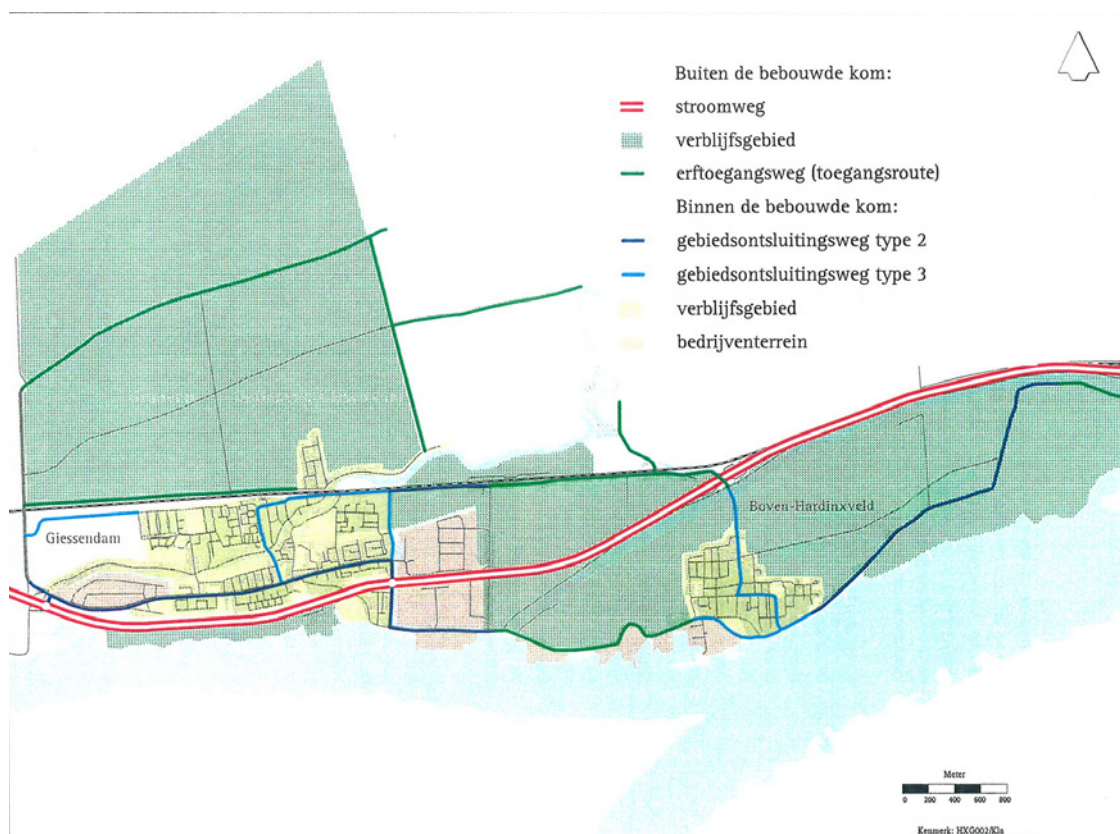 Buiten de bebouwde kom:
stroomweg
verblijfsgebied
erftoegangsweg (toegangsroute)
Binnen de bebouwde kom:
gebiedsontsluitingsweg type 2
gebiedsontsluitingsweg type 3
verblijfsgebied
bedrijventerrein
Boven-Hardinxveld
Giessendam
Meter
0 200 400 600 800
Kenmerk: HXG002/Kln